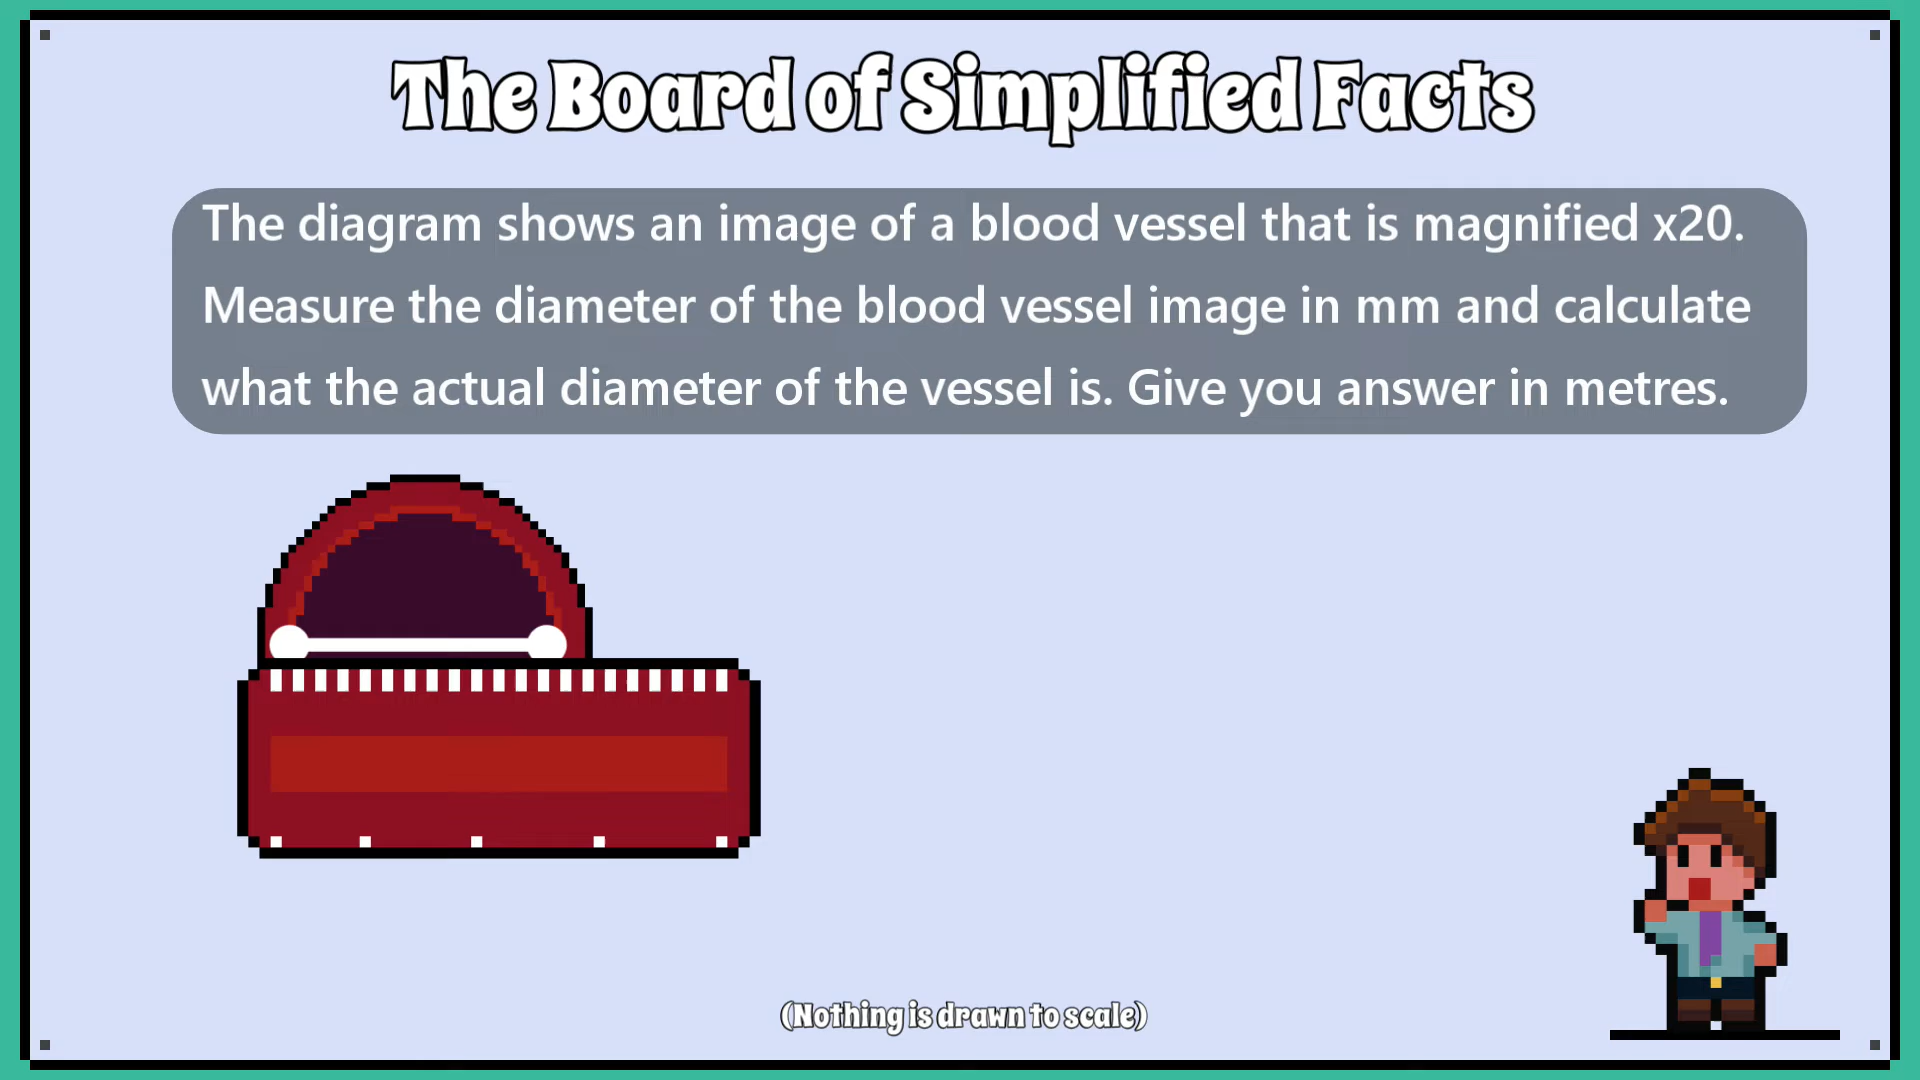 The Board of Simplified Facts
The diagram shows an image of a blood vessel that is magnified x20.
Measure the diameter of the blood vessel image in mm and calculate
what the actual diameter of the vessel is. Give you answer in metres.
(Nothing is drawn to scale)